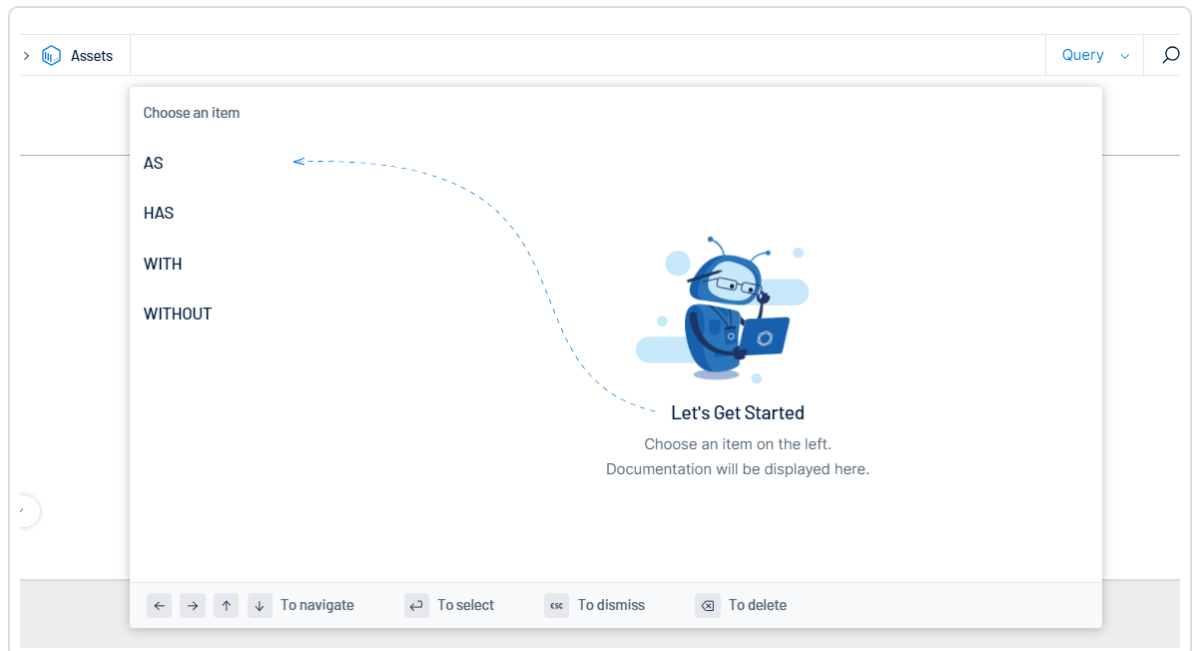 Assets
Query
Choose an item
AS
HAS
WITH
WITHOUT
Let's Get Started
Choose an item on the left.
Documentation will be displayed here.
To navigate To select ESC To dismiss To delete